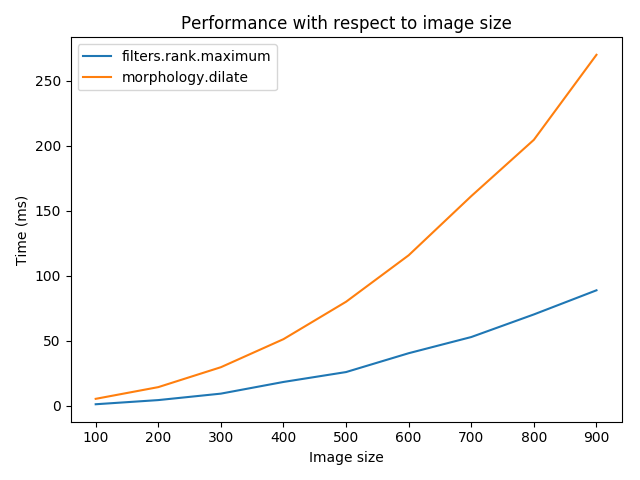 Performance with respect to image size
filters.rank.maximum
morphology.dilate
Time (ms)
250
200
150
100
50
0
100 200 300 400 500 600 700 800 900
Image size